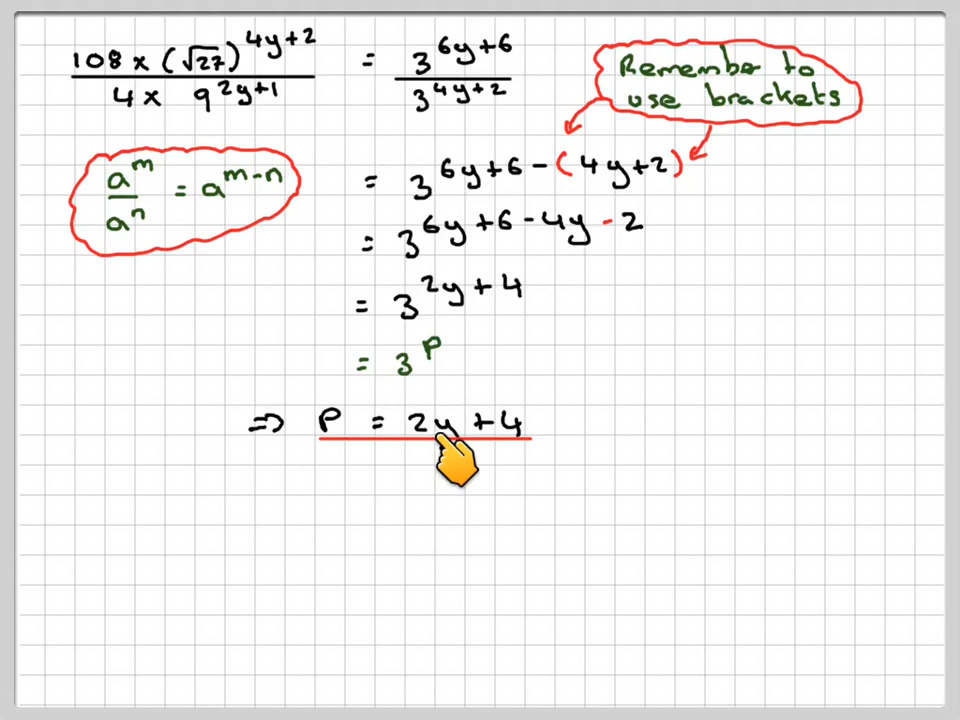 108 × (√27)^4y+2 / 4 × 9^2y+1 = 3^6y+6 / 3^4y+2
Remember to
use brackets
a^m / a^n = a^m-n
= 3^6y+6-(4y+2)
= 3^6y+6-4y-2
= 3^2y+4
= 3^P
⇒ P = 2y+4